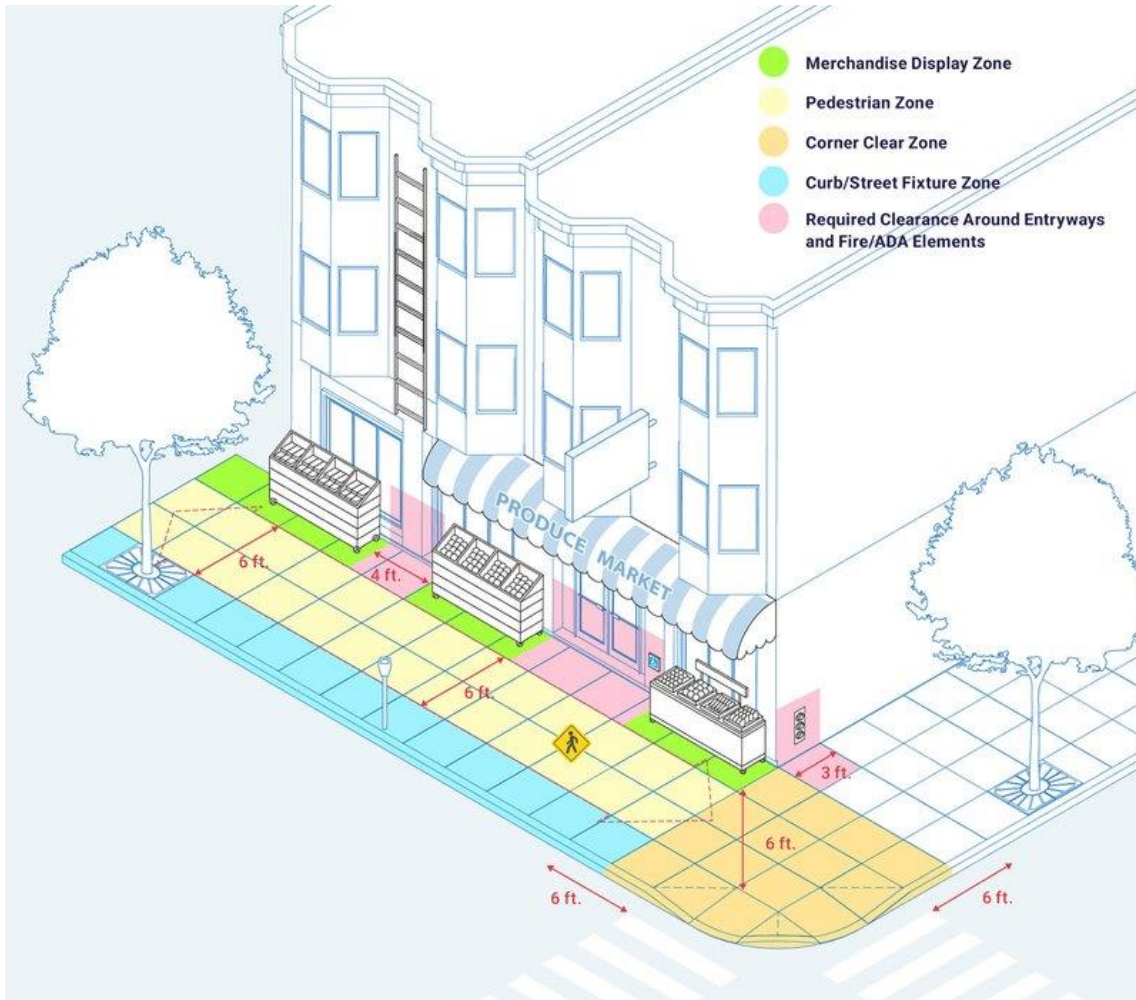 Merchandise Display Zone
Pedestrian Zone
Corner Clear Zone
Curb/Street Fixture Zone
Required Clearance Around Entryways
and Fire/ADA Elements
PRODUCE MARKET
6 ft.
4 ft.
6 ft.
3 ft.
6 ft.
6 ft.
6 ft.